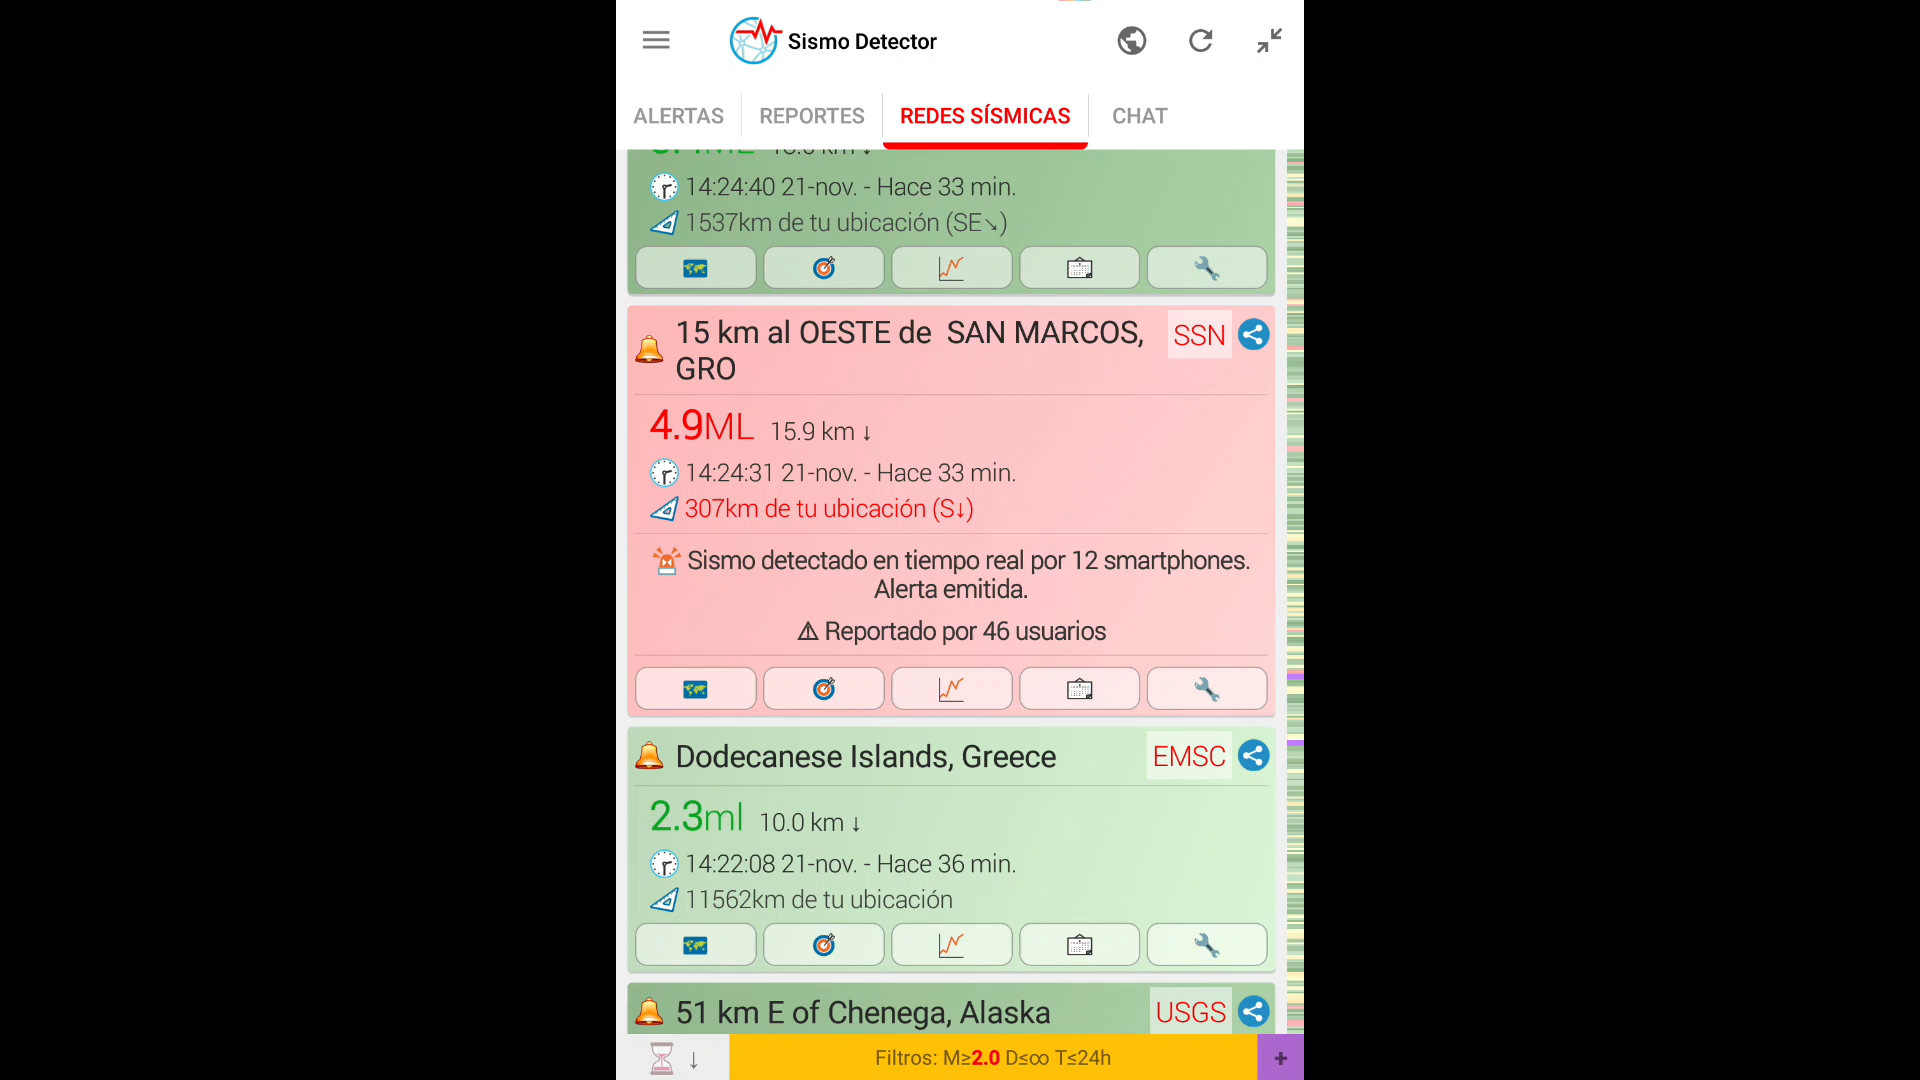 Sismo Detector
ALERTAS
REPORTES
REDES SÍSMICAS
CHAT
14:24:40 21-nov. - Hace 33 min.
1537km de tu ubicación (SE↘)
15 km al OESTE de SAN MARCOS,
GRO
SSN
4.9ML 15.9 km ↓
14:24:31 21-nov. - Hace 33 min.
307km de tu ubicación (S↓)
Sismo detectado en tiempo real por 12 smartphones.
Alerta emitida.
⚠ Reportado por 46 usuarios
Dodecanese Islands, Greece
EMSC
2.3ml 10.0 km ↓
14:22:08 21-nov. - Hace 36 min.
11562km de tu ubicación
51 km E of Chenega, Alaska
USGS
↓
Filtros: M≥2.0 D≤∞ T≤24h
+